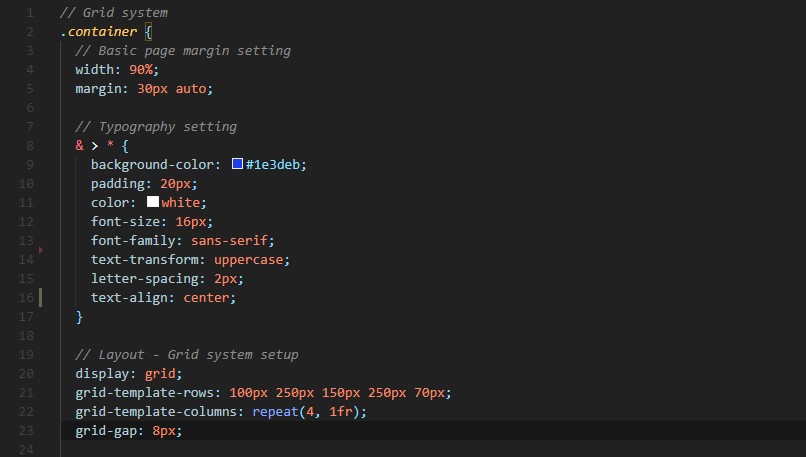 1 // Grid system
2 .container {
3 // Basic page margin setting
4 width: 90%;
5 margin: 30px auto;
6
7 // Typography setting
8 & > * {
9 background-color: #1e3deb;
10 padding: 20px;
11 color: white;
12 font-size: 16px;
13 font-family: sans-serif;
14 text-transform: uppercase;
15 letter-spacing: 2px;
16 text-align: center;
17 }
18
19 // Layout - Grid system setup
20 display: grid;
21 grid-template-rows: 100px 250px 150px 250px 70px;
22 grid-template-columns: repeat(4, 1fr);
23 grid-gap: 8px;
24